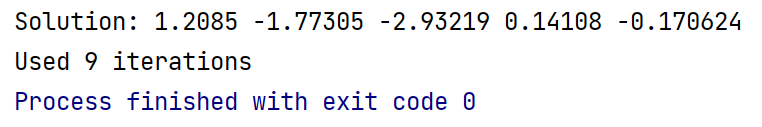 Solution: 1.2085 -1.77305 -2.93219 0.14108 -0.170624
Used 9 iterations
Process finished with exit code 0